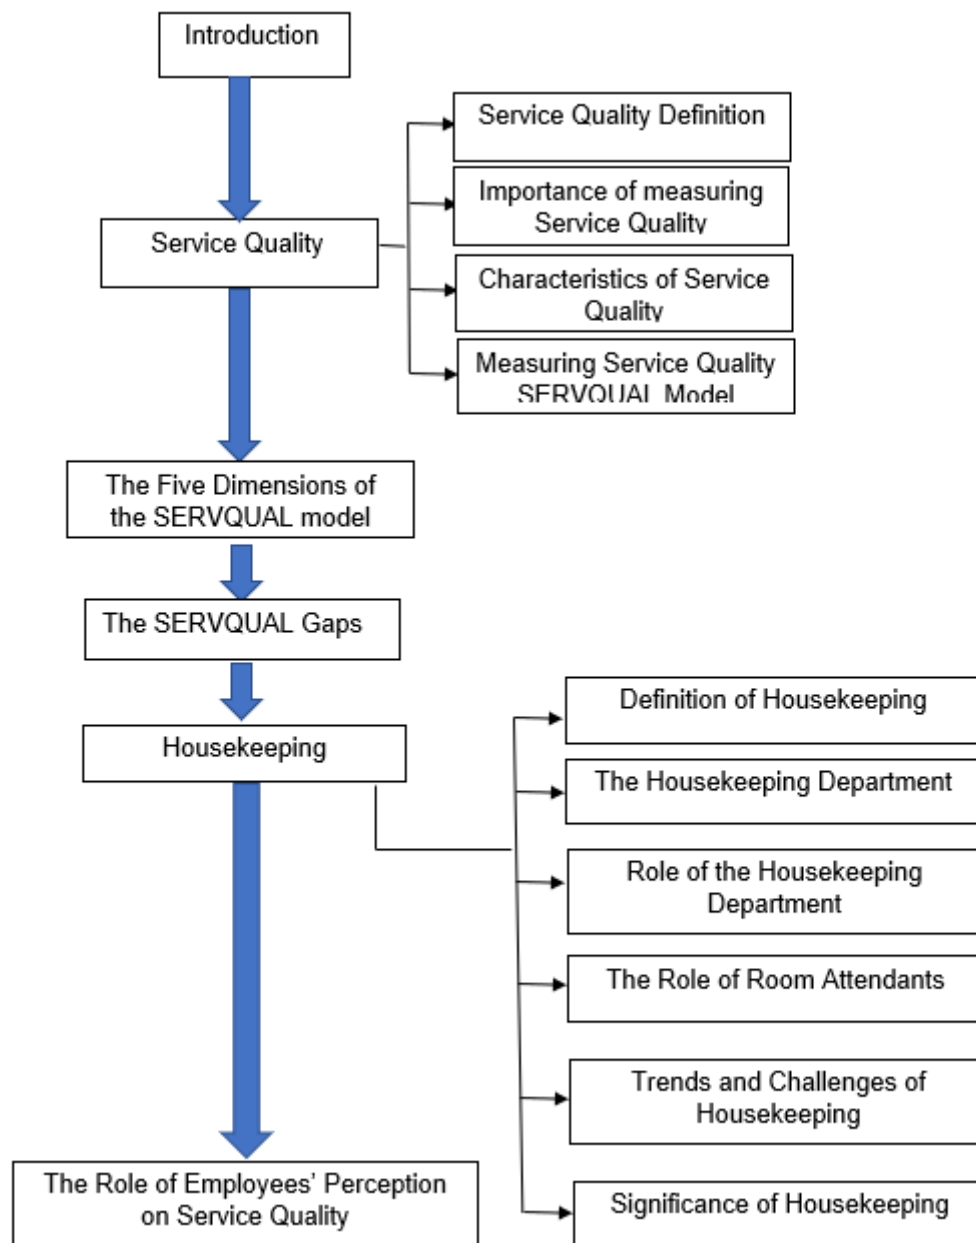 Introduction
Service Quality
Service Quality Definition
Importance of measuring
Service Quality
Characteristics of Service
Quality
Measuring Service Quality
SERVQUAL Model
The Five Dimensions of
the SERVQUAL model
The SERVQUAL Gaps
Housekeeping
Definition of Housekeeping
The Housekeeping Department
Role of the Housekeeping
Department
The Role of Room Attendants
Trends and Challenges of
Housekeeping
Significance of Housekeeping
The Role of Employees’ Perception
on Service Quality